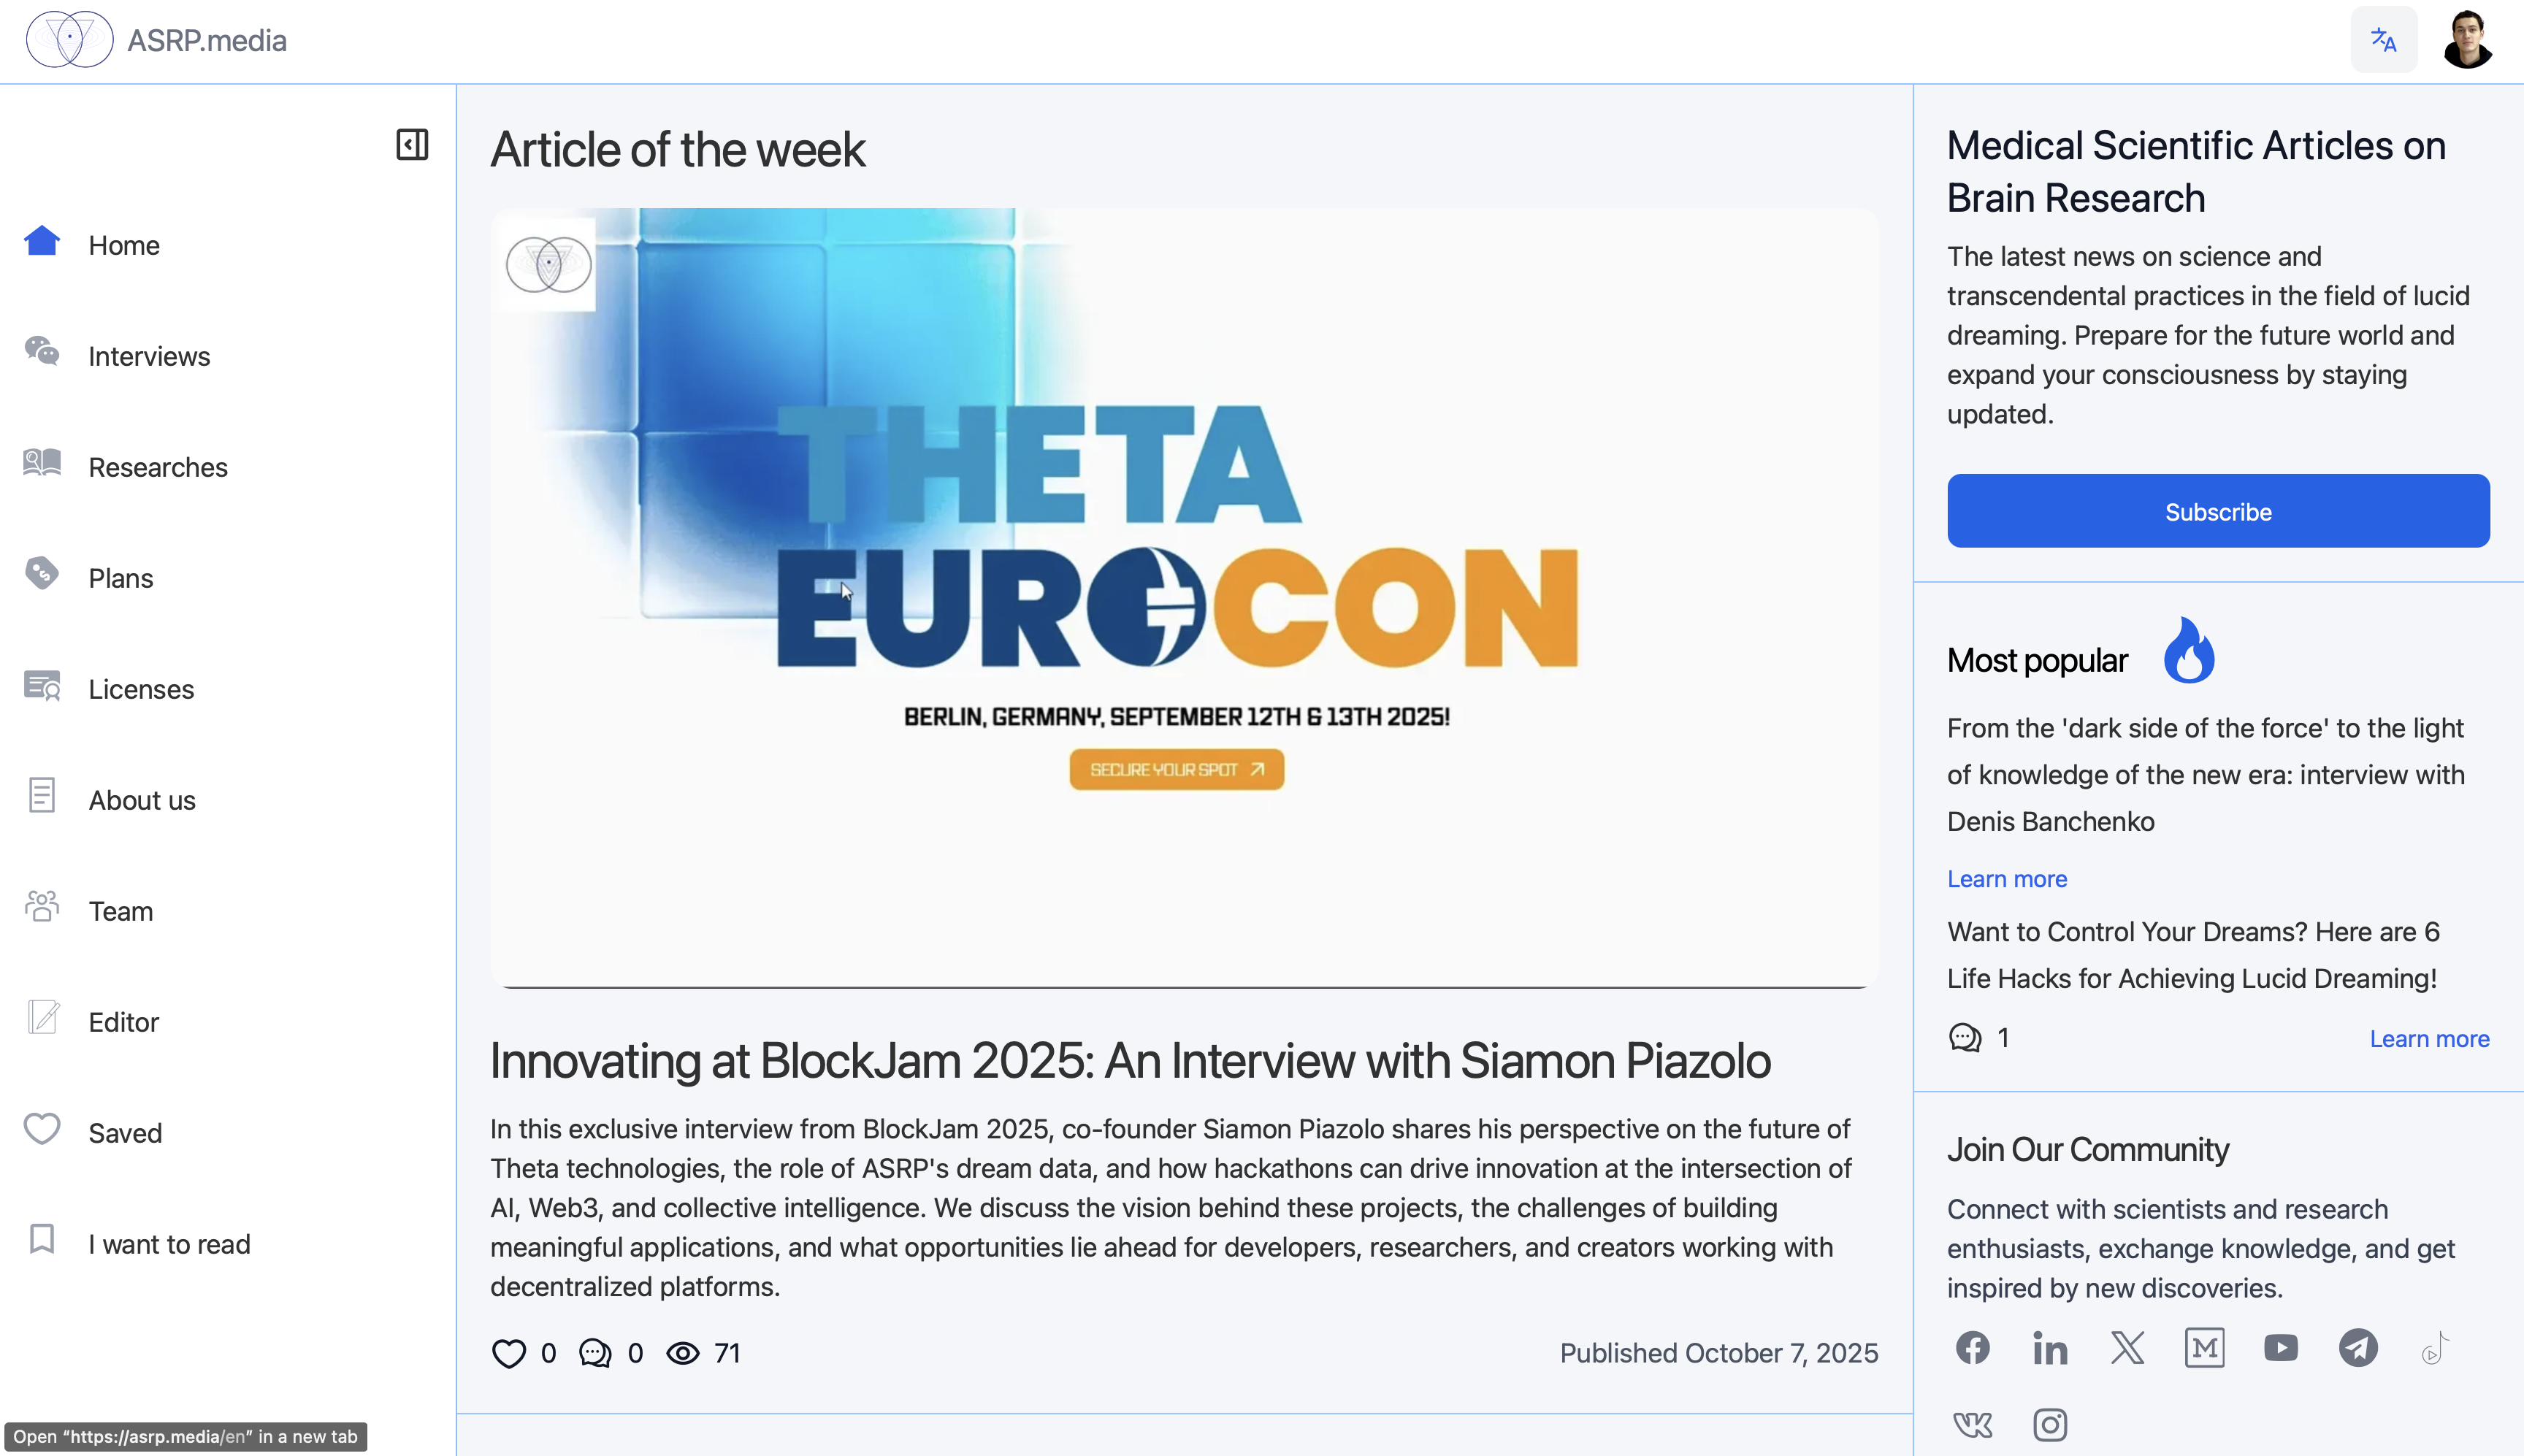 ASRP.media
Home
Interviews
Researches
Plans
Licenses
About us
Team
Editor
Saved
I want to read
Open “https://asrp.media/en” in a new tab
Article of the week
THETA
EUROCON
BERLIN, GERMANY, SEPTEMBER 12TH & 13TH 2025!
SECURE YOUR SPOT
Innovating at BlockJam 2025: An Interview with Siamon Piazolo
In this exclusive interview from BlockJam 2025, co-founder Siamon Piazolo shares his perspective on the future of
Theta technologies, the role of ASRP's dream data, and how hackathons can drive innovation at the intersection of
AI, Web3, and collective intelligence. We discuss the vision behind these projects, the challenges of building
meaningful applications, and what opportunities lie ahead for developers, researchers, and creators working with
decentralized platforms.
0 0 71
Published October 7, 2025
Medical Scientific Articles on
Brain Research
The latest news on science and
transcendental practices in the field of lucid
dreaming. Prepare for the future world and
expand your consciousness by staying
updated.
Subscribe
Most popular
From the 'dark side of the force' to the light
of knowledge of the new era: interview with
Denis Banchenko
Learn more
Want to Control Your Dreams? Here are 6
Life Hacks for Achieving Lucid Dreaming!
1
Learn more
Join Our Community
Connect with scientists and research
enthusiasts, exchange knowledge, and get
inspired by new discoveries.